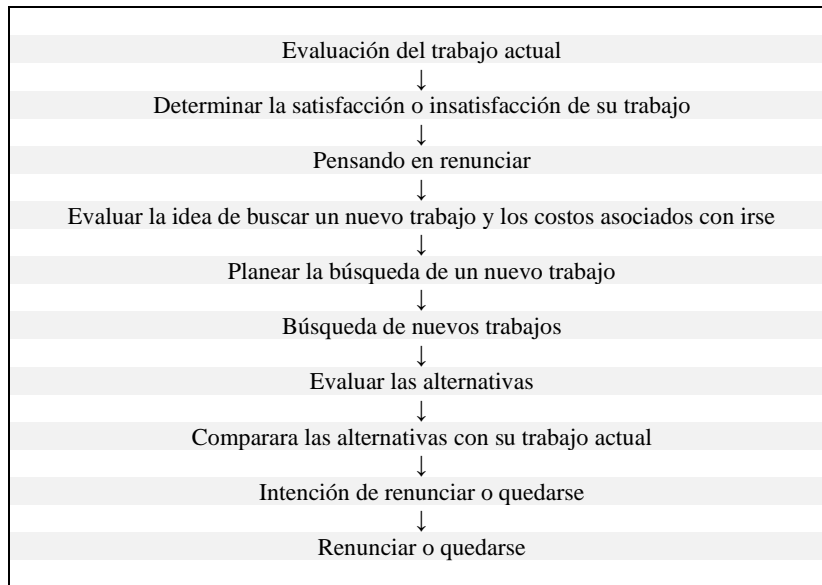 Evaluación del trabajo actual
↓
Determinar la satisfacción o insatisfacción de su trabajo
↓
Pensando en renunciar
↓
Evaluar la idea de buscar un nuevo trabajo y los costos asociados con irse
↓
Planear la búsqueda de un nuevo trabajo
↓
Búsqueda de nuevos trabajos
↓
Evaluar las alternativas
↓
Comparara las alternativas con su trabajo actual
↓
Intención de renunciar o quedarse
↓
Renunciar o quedarse